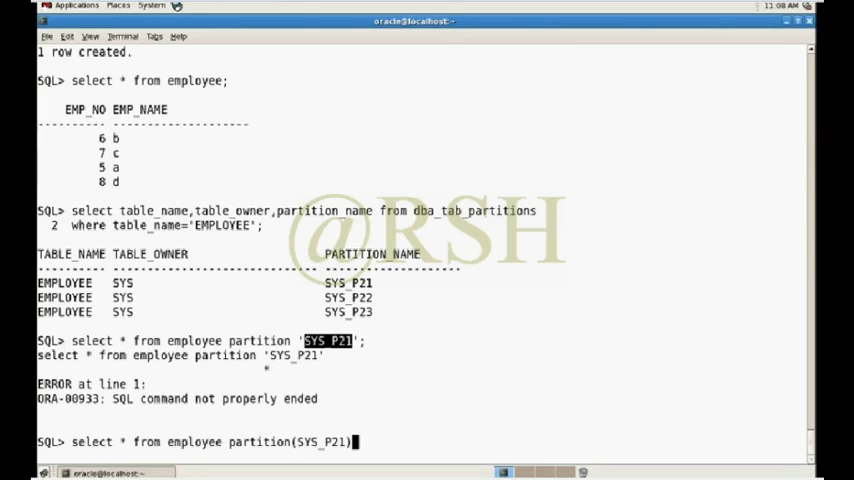 Applications Places System
11:08 AM
oracle@localhost:~
File Edit View Terminal Tabs Help
1 row created.
SQL> select * from employee;
EMP_NO EMP_NAME
---------- --------------------
6 b
7 c
5 a
8 d
SQL> select table_name,table_owner,partition_name from dba_tab_partitions
2 where table_name='EMPLOYEE';
@RSH
TABLE_NAME TABLE_OWNER PARTITION_NAME
---------- ------------------------------ --------------------
EMPLOYEE SYS SYS_P21
EMPLOYEE SYS SYS_P22
EMPLOYEE SYS SYS_P23
SQL> select * from employee partition 'SYS_P21';
select * from employee partition 'SYS_P21'
*
ERROR at line 1:
ORA-00933: SQL command not properly ended
SQL> select * from employee partition(SYS_P21)
oracle@localhost:~